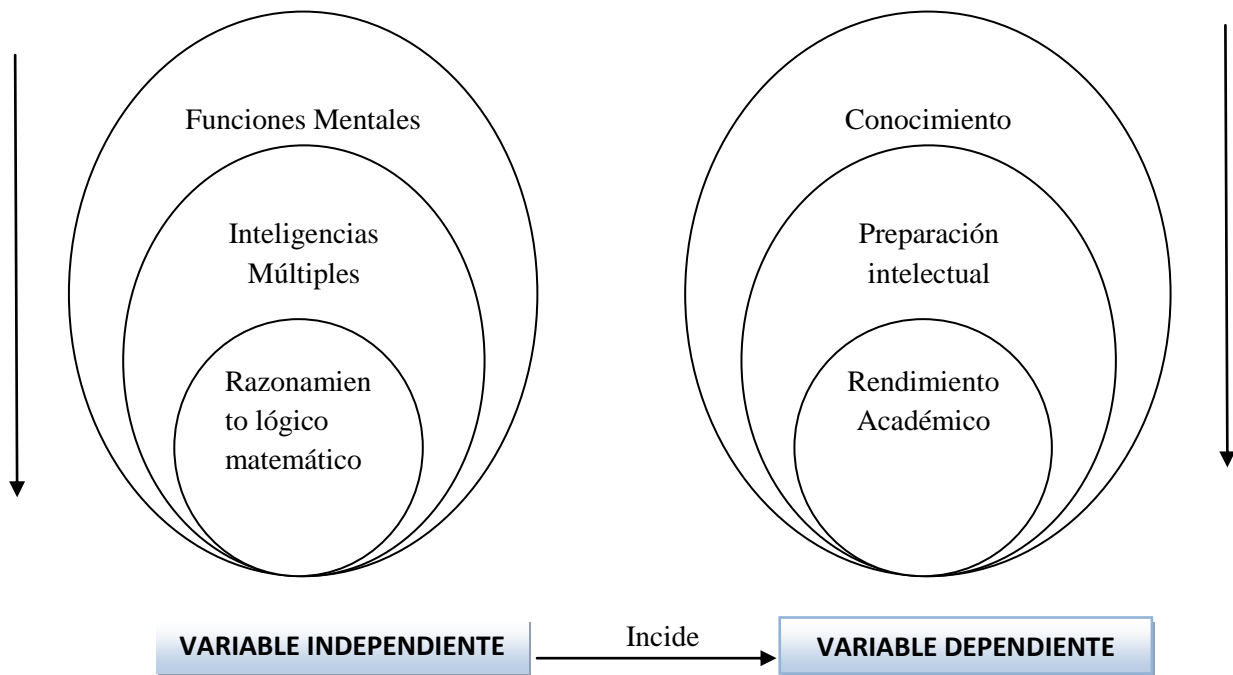 Funciones Mentales
Inteligencias
Múltiples
Razonamien
to lógico
matemático
Conocimiento
Preparación
intelectual
Rendimiento
Académico
VARIABLE INDEPENDIENTE
Incide
VARIABLE DEPENDIENTE